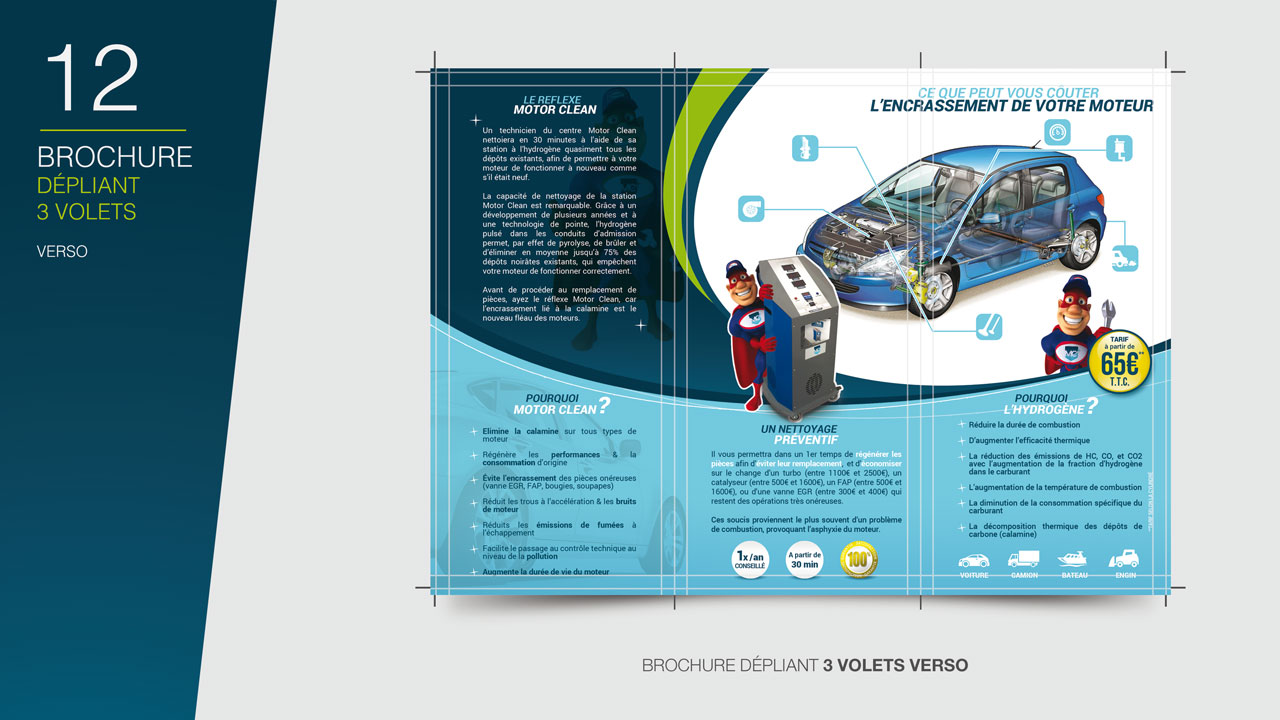 12
BROCHURE
DÉPLIANT
3 VOLETS
VERSO
LE REFLEXE
MOTOR CLEAN
Un technicien du centre Motor Clean
nettoiera en 30 minutes à l'aide de sa
station à l'hydrogène quasiment tous les
dépôts existants, afin de permettre à votre
moteur de fonctionner à nouveau comme
s'il était neuf.
La capacité de nettoyage de la station
Motor Clean est remarquable. Grâce à un
développement de plusieurs années et à
une technologie de pointe, l'hydrogène
pulsé dans les conduits d'admission
permet, par effet de pyrolyse, de brûler et
d'éliminer en moyenne jusqu'à 75% des
dépôts noirâtes existants, qui empêchent
votre moteur de fonctionner correctement.
Avant de procéder au remplacement de
pièces, ayez le réflexe Motor Clean, car
l'encrassement lié à la calamine est le
nouveau fléau des moteurs.
CE QUE PEUT VOUS COÛTER
L'ENCRASSEMENT DE VOTRE MOTEUR
MC
TARIF
à partir de
65€**
T.T.C.
POURQUOI
MOTOR CLEAN ?
Elimine la calamine sur tous types de
moteur
Régénère les performances & la
consommation d'origine
Évite l'encrassement des pièces onéreuses
(vanne EGR, FAP, bougies, soupapes)
Réduit les trous à l'accélération & les bruits
de moteur
Réduits les émissions de fumées à
l'échappement
Facilite le passage au contrôle technique au
niveau de la pollution
Augmente la durée de vie du moteur
UN NETTOYAGE
PRÉVENTIF
Il vous permettra dans un 1er temps de régénérer les
pièces afin d'éviter leur remplacement, et d'économiser
sur le change d'un turbo (entre 1100€ et 2500€), un
catalyseur (entre 500€ et 1600€), un FAP (entre 500€ et
1600€), ou d'une vanne EGR (entre 300€ et 400€) qui
restent des opérations très onéreuses.
Ces soucis proviennent le plus souvent d'un problème
de combustion, provoquant l'asphyxie du moteur.
1x/an
CONSEILLÉ
A partir de
30 min
100%
POURQUOI
L'HYDROGÈNE ?
Réduire la durée de combustion
D'augmenter l'efficacité thermique
La réduction des émissions de HC, CO, et CO2
avec l'augmentation de la fraction d'hydrogène
dans le carburant
L'augmentation de la température de combustion
La diminution de la consommation spécifique du
carburant
La décomposition thermique des dépôts de
carbone (calamine)
VOITURE
CAMION
BATEAU
ENGIN
BROCHURE DÉPLIANT 3 VOLETS VERSO